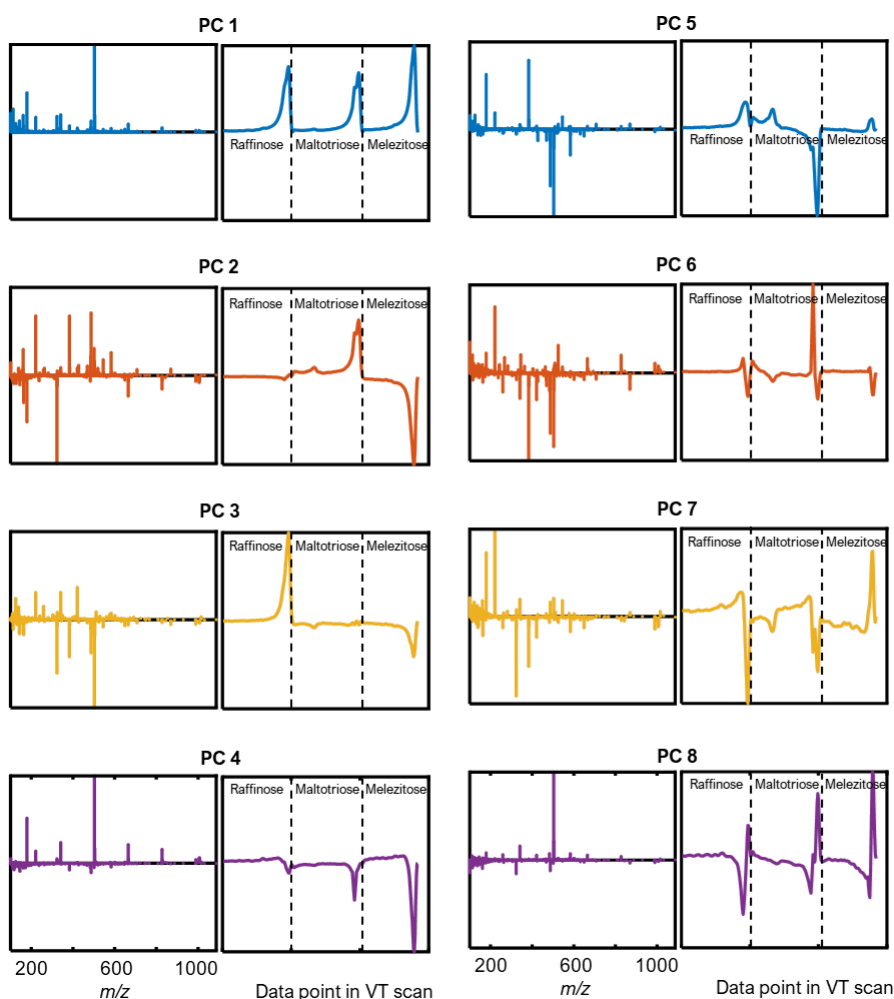 PC 1
Raffinose Maltotriose Melezitose
PC 2
Raffinose Maltotriose Melezitose
PC 3
Raffinose Maltotriose Melezitose
PC 4
Raffinose Maltotriose Melezitose
200 600 1000
m/z
Data point in VT scan
PC 5
Raffinose Maltotriose Melezitose
PC 6
Raffinose Maltotriose Melezitose
PC 7
Raffinose Maltotriose Melezitose
PC 8
Raffinose Maltotriose Melezitose
200 600 1000
m/z
Data point in VT scan